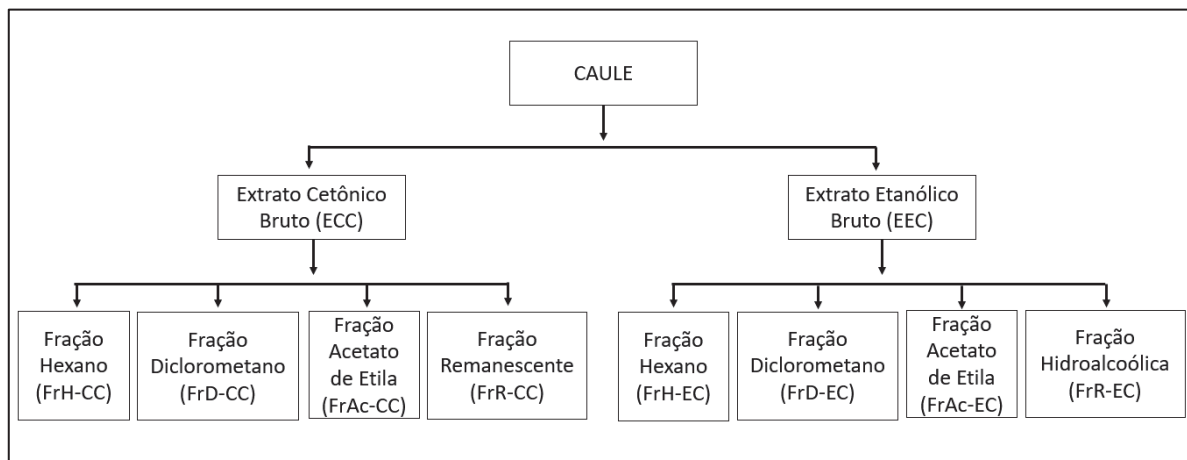 CAULE
Extrato Cetônico
Bruto (ECC)
Extrato Etanólico
Bruto (EEC)
Fração
Hexano
(FrH-CC)
Fração
Diclorometano
(FrD-CC)
Fração
Acetato
de Etila
(FrAc-CC)
Fração
Remanescente
(FrR-CC)
Fração
Hexano
(FrH-EC)
Fração
Diclorometano
(FrD-EC)
Fração
Acetato
de Etila
(FrAc-EC)
Fração
Hidroalcoólica
(FrR-EC)